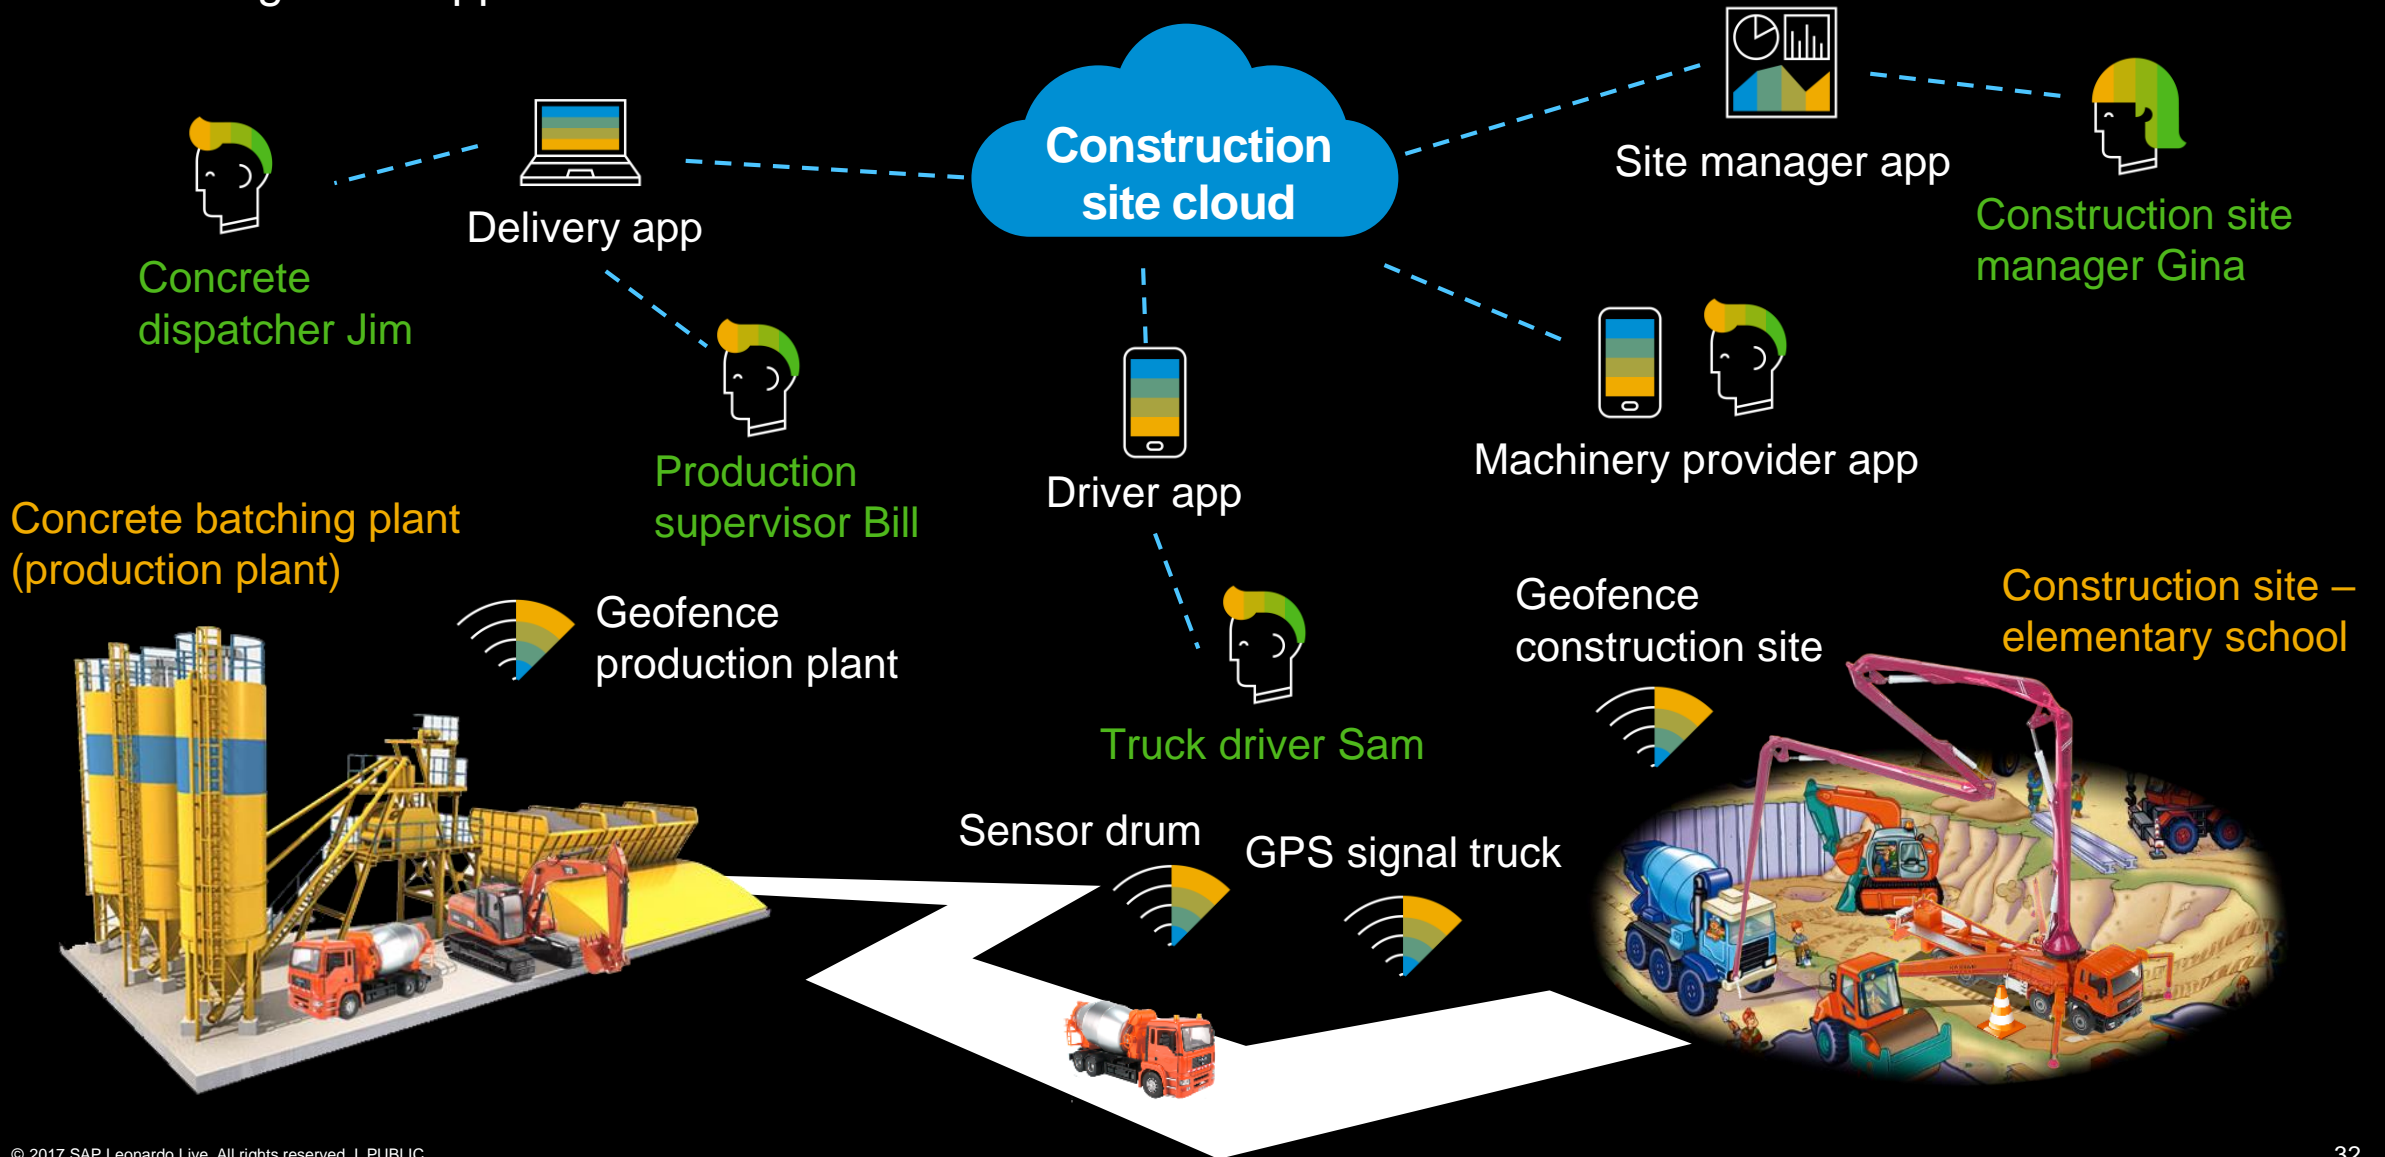 Construction
site cloud
Site manager app
Construction site
manager Gina
Delivery app
Concrete
dispatcher Jim
Production
supervisor Bill
Driver app
Machinery provider app
Concrete batching plant
(production plant)
Geofence
production plant
Truck driver Sam
Geofence
construction site
Construction site –
elementary school
Sensor drum
GPS signal truck
© 2017 SAP Leonardo Live. All rights reserved. I PUBLIC
32